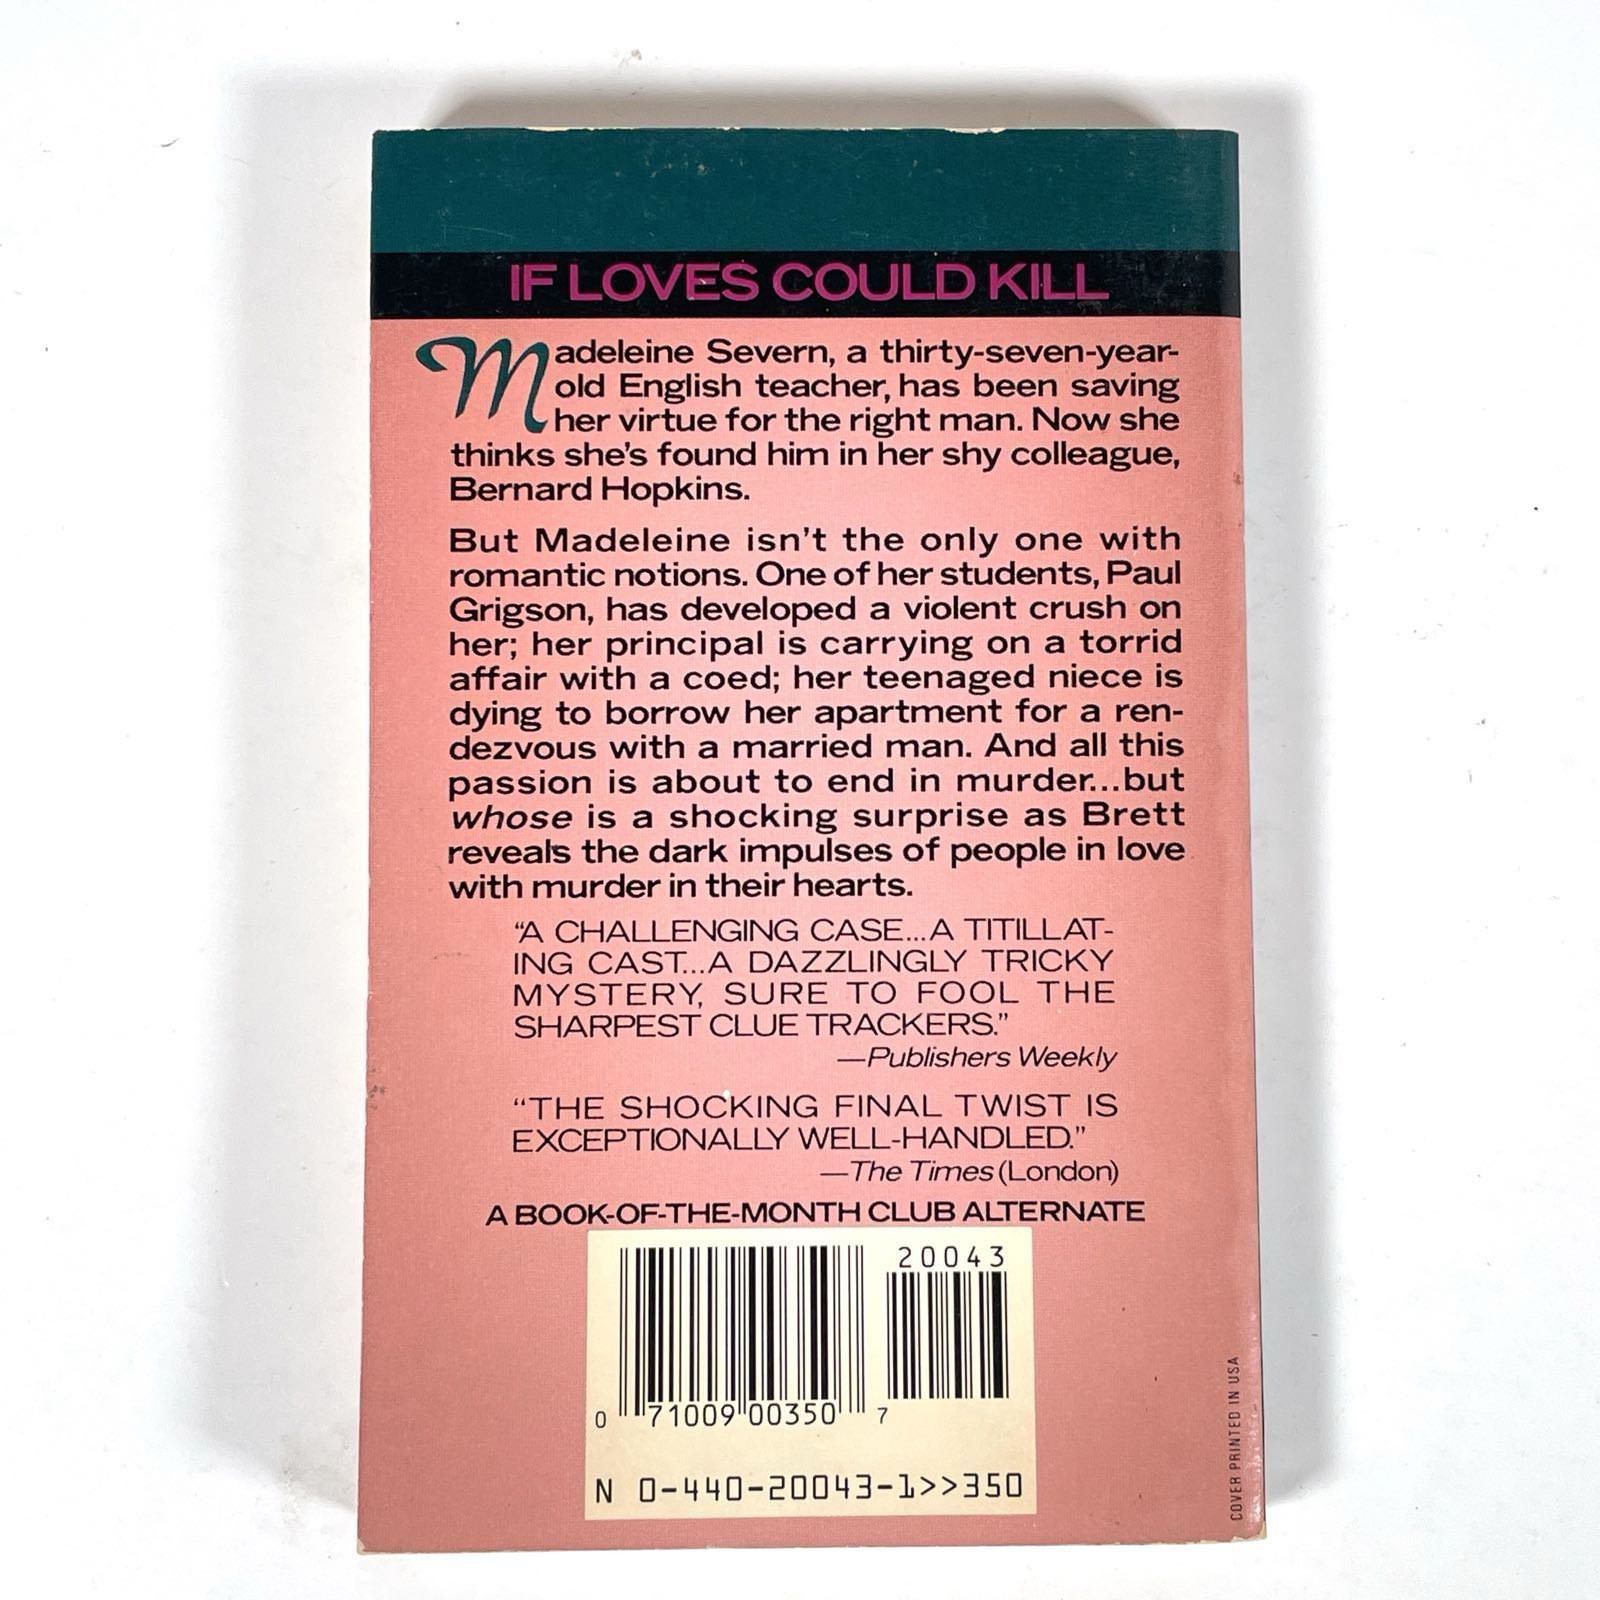 IF LOVES COULD KILL
Madeleine Severn, a thirty-seven-year-
old English teacher, has been saving
her virtue for the right man. Now she
thinks she's found him in her shy colleague,
Bernard Hopkins.
But Madeleine isn't the only one with
romantic notions. One of her students, Paul
Grigson, has developed a violent crush on
her; her principal is carrying on a torrid
affair with a coed; her teenaged niece is
dying to borrow her apartment for a ren-
dezvous with a married man. And all this
passion is about to end in murder...but
whose is a shocking surprise as Brett
reveals the dark impulses of people in love
with murder in their hearts.
"A CHALLENGING CASE...A TITILLAT-
ING CAST...A DAZZLINGLY TRICKY
MYSTERY, SURE TO FOOL THE
SHARPEST CLUE TRACKERS."
—Publishers Weekly
"THE SHOCKING FINAL TWIST IS
EXCEPTIONALLY WELL-HANDLED."
—The Times (London)
A BOOK-OF-THE-MONTH CLUB ALTERNATE
20043
0 71009 00350 7
N 0-440-20043-1>>350
COVER PRINTED IN USA